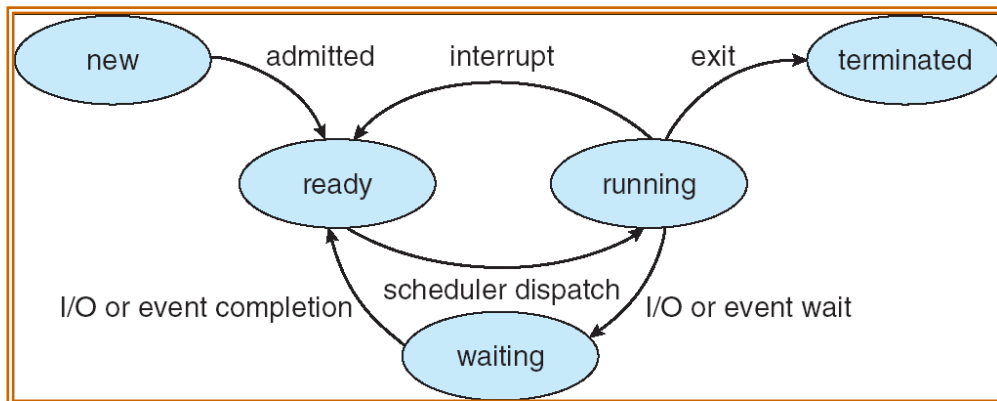 new
admitted
interrupt
exit
terminated
ready
running
I/O or event completion
scheduler dispatch
I/O or event wait
waiting